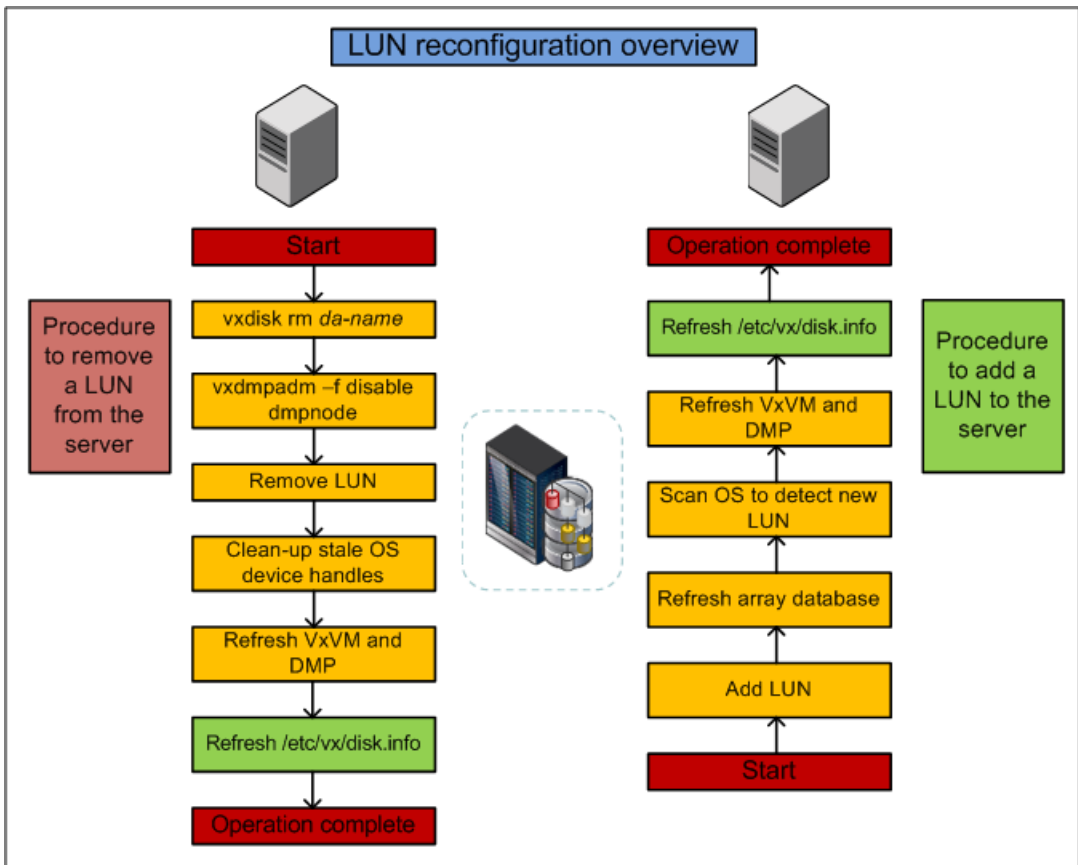 LUN reconfiguration overview
Procedure
to remove
a LUN
from the
server
Start
vxdisk rm da-name
vxdmpadm –f disable
dmpnode
Remove LUN
Clean-up stale OS
device handles
Refresh VxVM and
DMP
Refresh /etc/vx/disk.info
Operation complete
Operation complete
Refresh /etc/vx/disk.info
Refresh VxVM and
DMP
Scan OS to detect new
LUN
Refresh array database
Add LUN
Start
Procedure
to add a
LUN to the
server